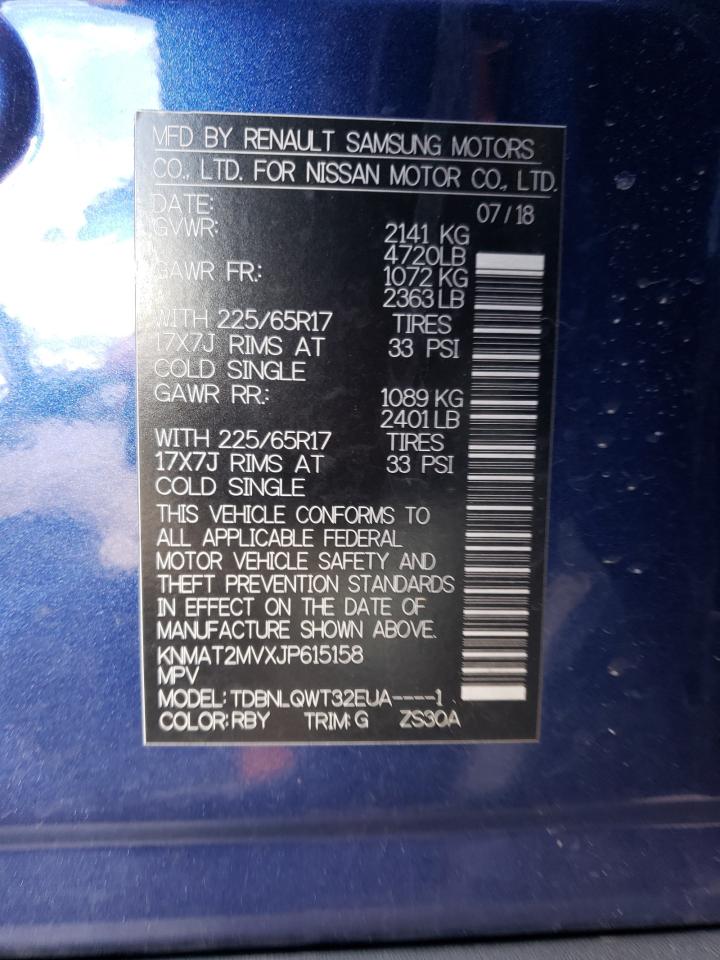 MFD BY RENAULT SAMSUNG MOTORS
CO., LTD. FOR NISSAN MOTOR CO., LTD.
DATE: 07/18
GVWR: 2141 KG
4720LB
GAWR FR.: 1072 KG
2363LB
WITH 225/65R17 TIRES
17X7J RIMS AT 33 PSI
COLD SINGLE
GAWR RR.: 1089 KG
2401LB
WITH 225/65R17 TIRES
17X7J RIMS AT 33 PSI
COLD SINGLE
THIS VEHICLE CONFORMS TO
ALL APPLICABLE FEDERAL
MOTOR VEHICLE SAFETY AND
THEFT PREVENTION STANDARDS
IN EFFECT ON THE DATE OF
MANUFACTURE SHOWN ABOVE.
KNMAT2MVXJP615158
MPV
MODEL: TDBNLQWT32EUA----1
COLOR: RBY TRIM: G ZS30A